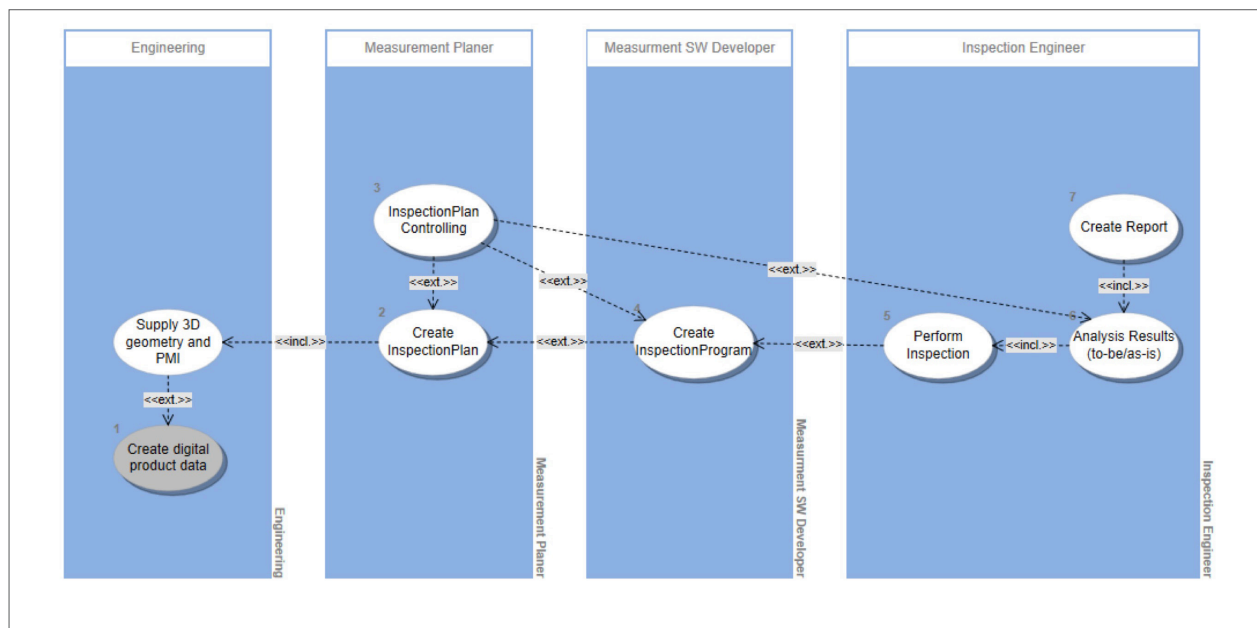 Engineering
Measurement Planer
Measurment SW Developer
Inspection Engineer
3
InspectionPlan
Controlling
7
Create Report
<<ext.>>
<<ext.>>
<<ext.>>
<<incl.>>
2
Create
InspectionPlan
4
Create
InspectionProgram
5
Perform
Inspection
6
Analysis Results
(to-be/as-is)
Supply 3D
geometry and
PMI
<<incl.>>
<<ext.>>
<<ext.>>
<<incl.>>
<<ext.>>
1
Create digital
product data
Engineering
Measurement Planer
Measurment SW Developer
Inspection Engineer